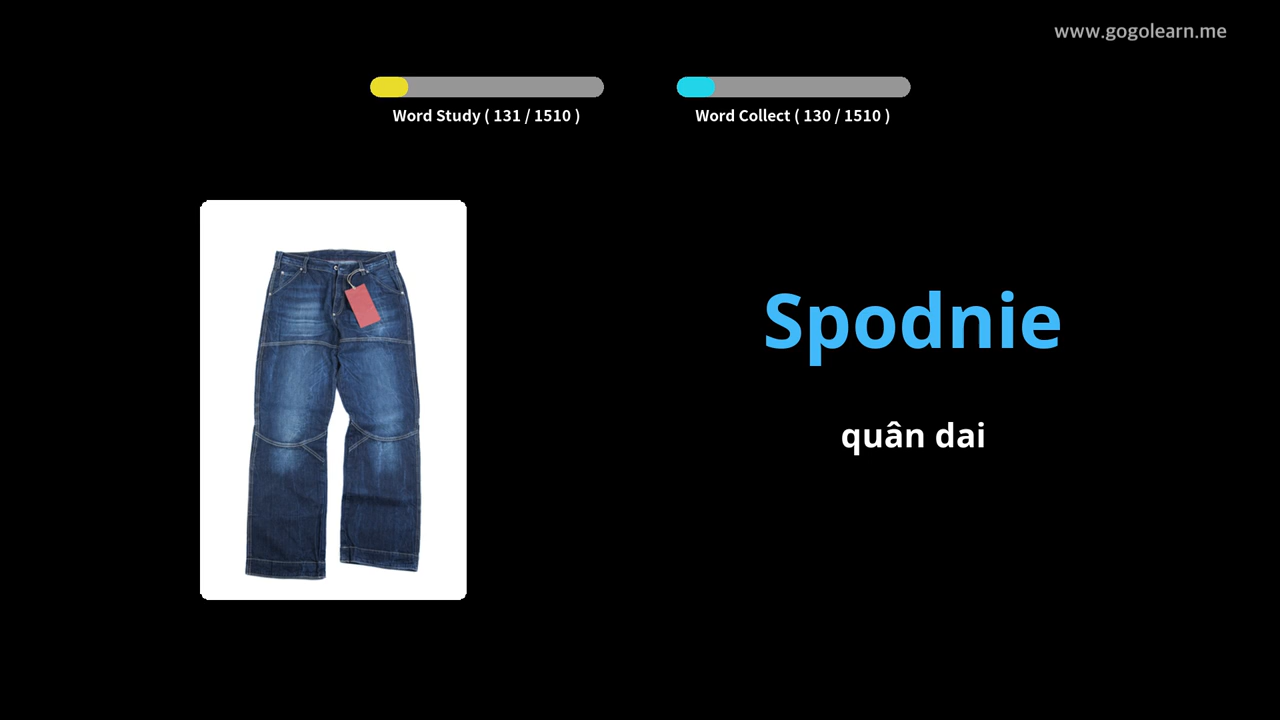 www.gogolearn.me
Word Study ( 131 / 1510 )
Word Collect ( 130 / 1510 )
Spodnie
quân dai